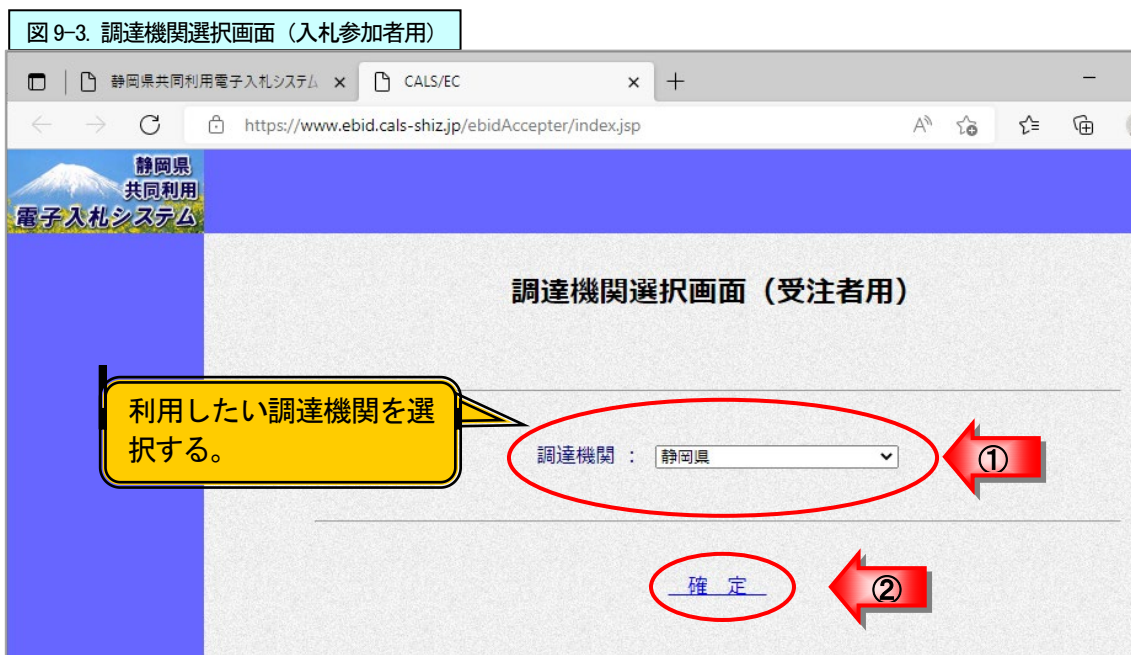 図 9-3. 調達機関選択画面（入札参加者用）
静岡県共同利用電子入札システム
CALS/EC
https://www.ebid.cals-shiz.jp/ebidAccepter/index.jsp
静岡県
共同利用
電子入札システム
調達機関選択画面（受注者用）
利用したい調達機関を選
択する。
調達機関 ： 静岡県
①
確　定
②